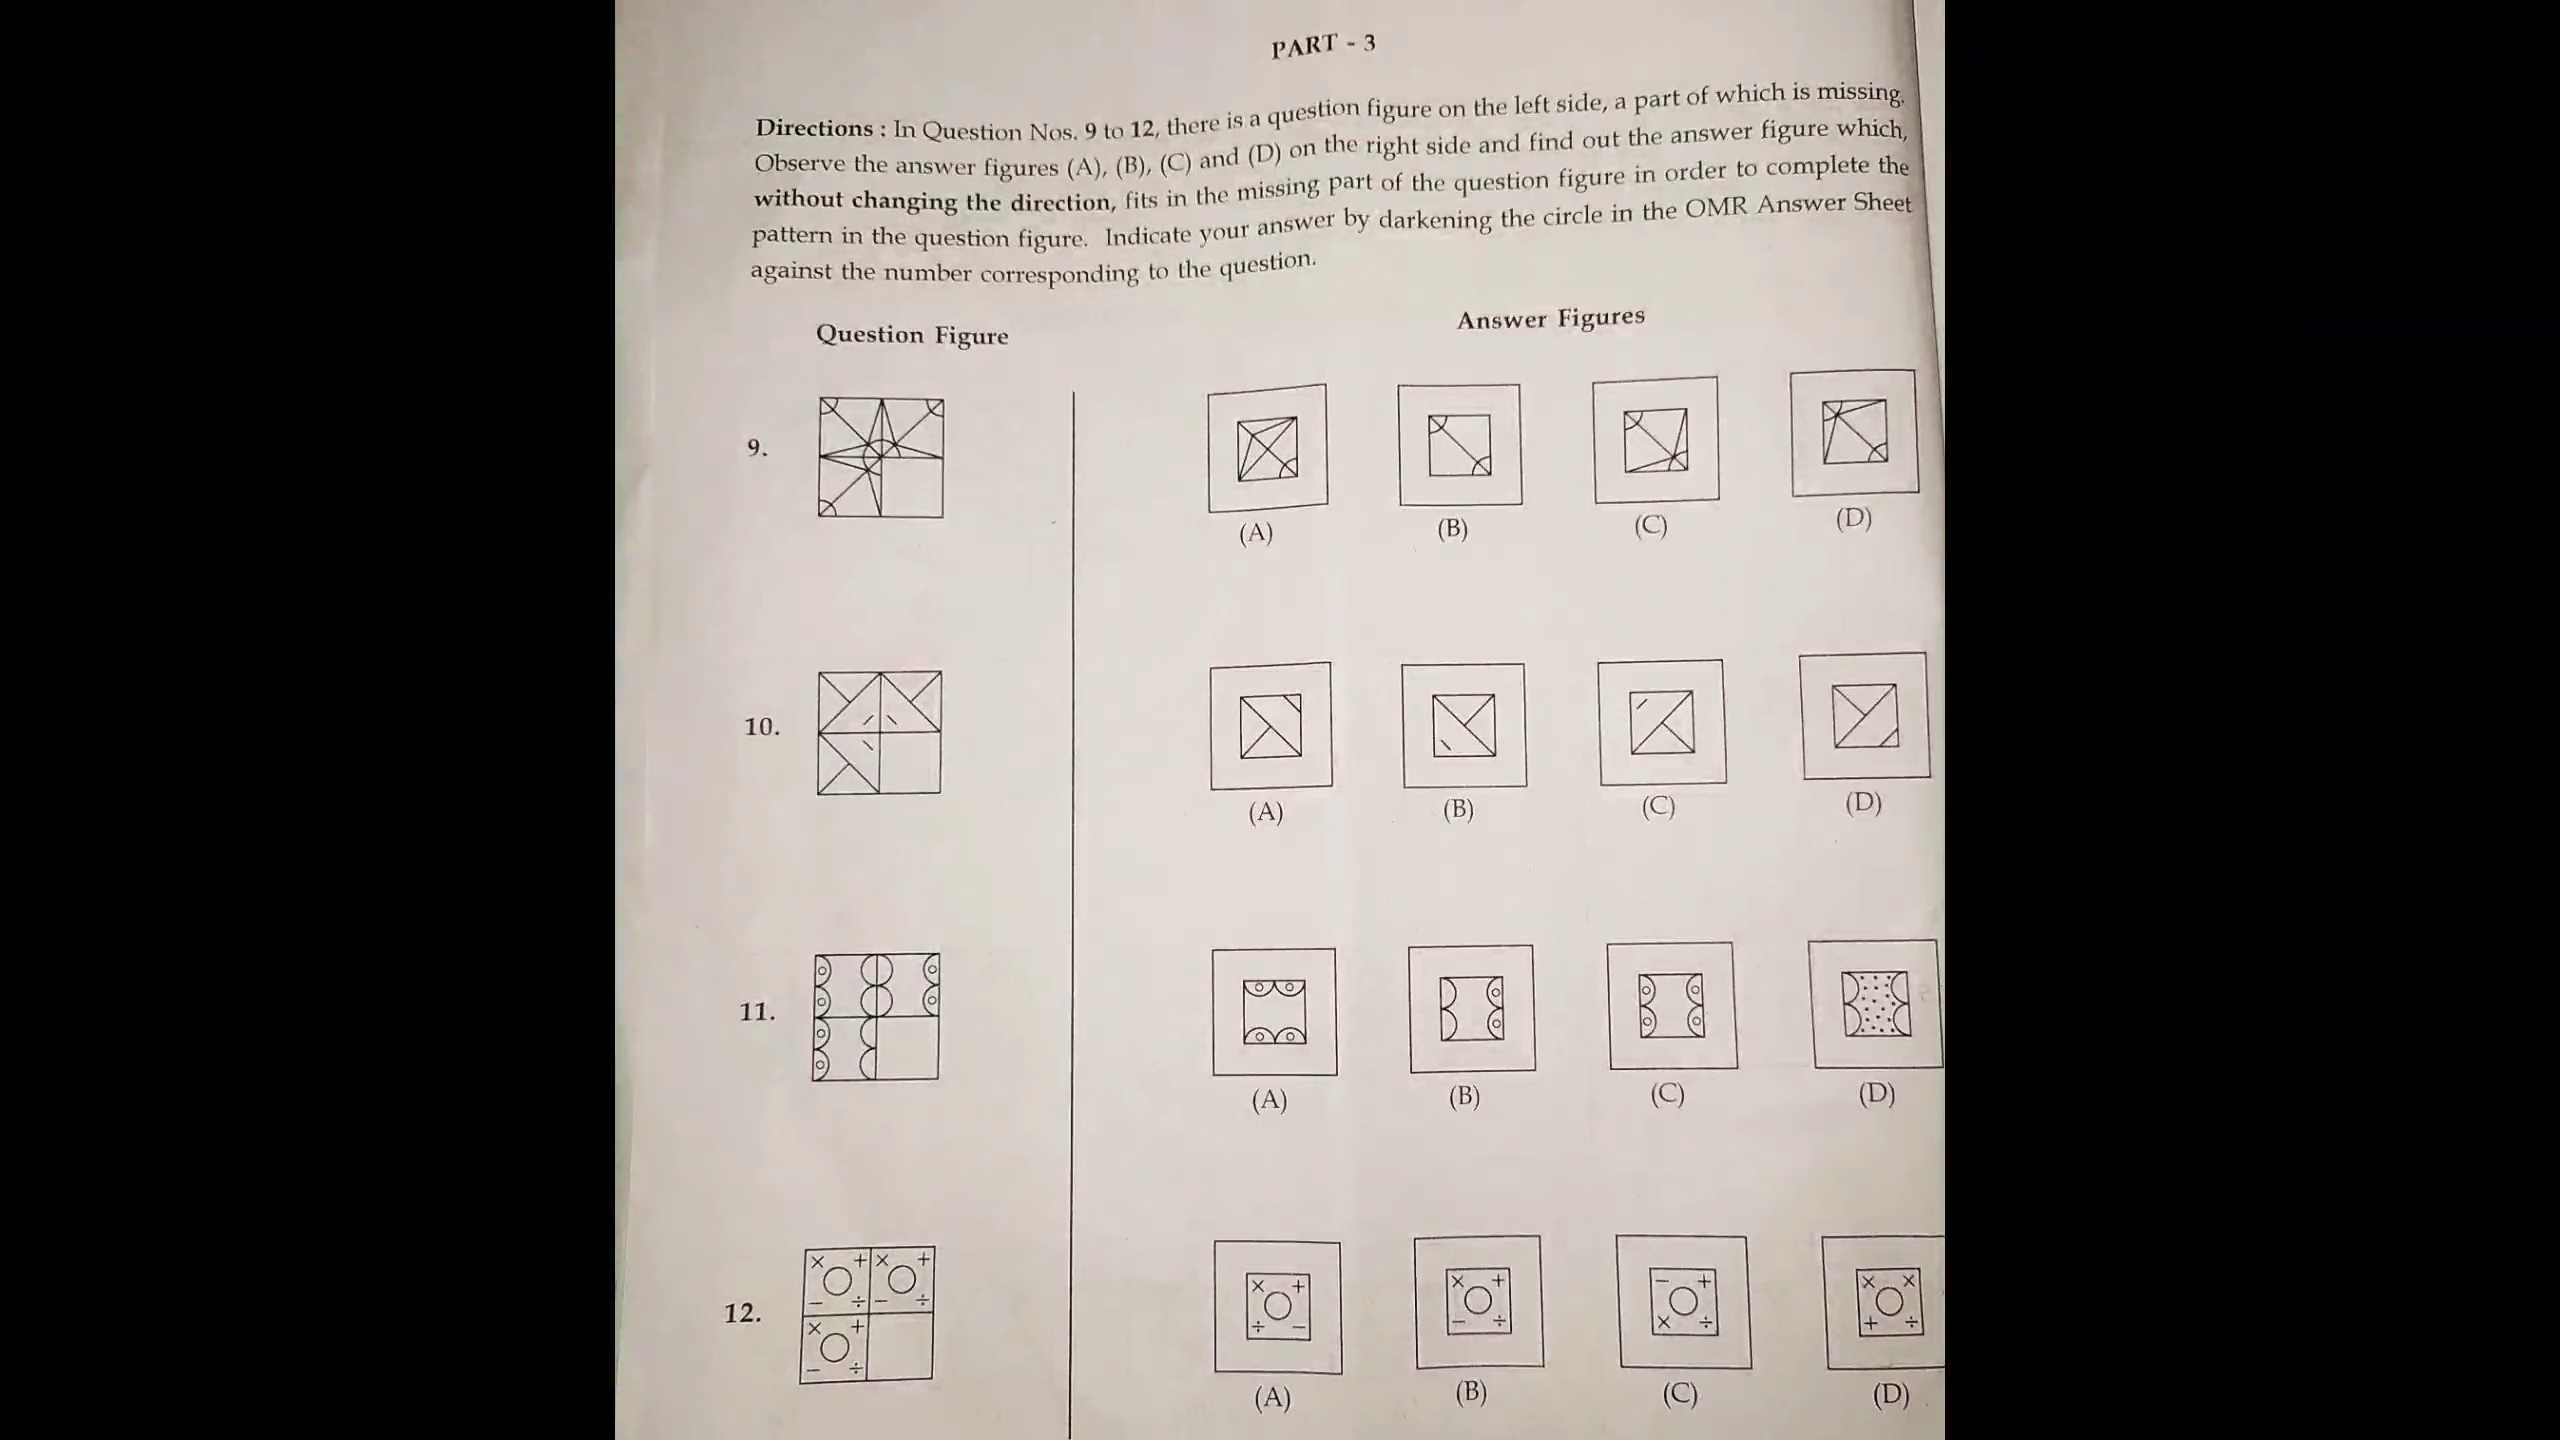 PART - 3
Directions : In Question Nos. 9 to 12, there is a question figure on the left side, a part of which is missing.
Observe the answer figures (A), (B), (C) and (D) on the right side and find out the answer figure which,
without changing the direction, fits in the missing part of the question figure in order to complete the
pattern in the question figure. Indicate your answer by darkening the circle in the OMR Answer Sheet
against the number corresponding to the question.
Question Figure
Answer Figures
9.
(A) (B) (C) (D)
10.
(A) (B) (C) (D)
11.
(A) (B) (C) (D)
12.
× + × +
− ÷ − ÷
× +
− ÷
× + × + − + × ×
÷ − − ÷ × ÷ + ÷
(A) (B) (C) (D)